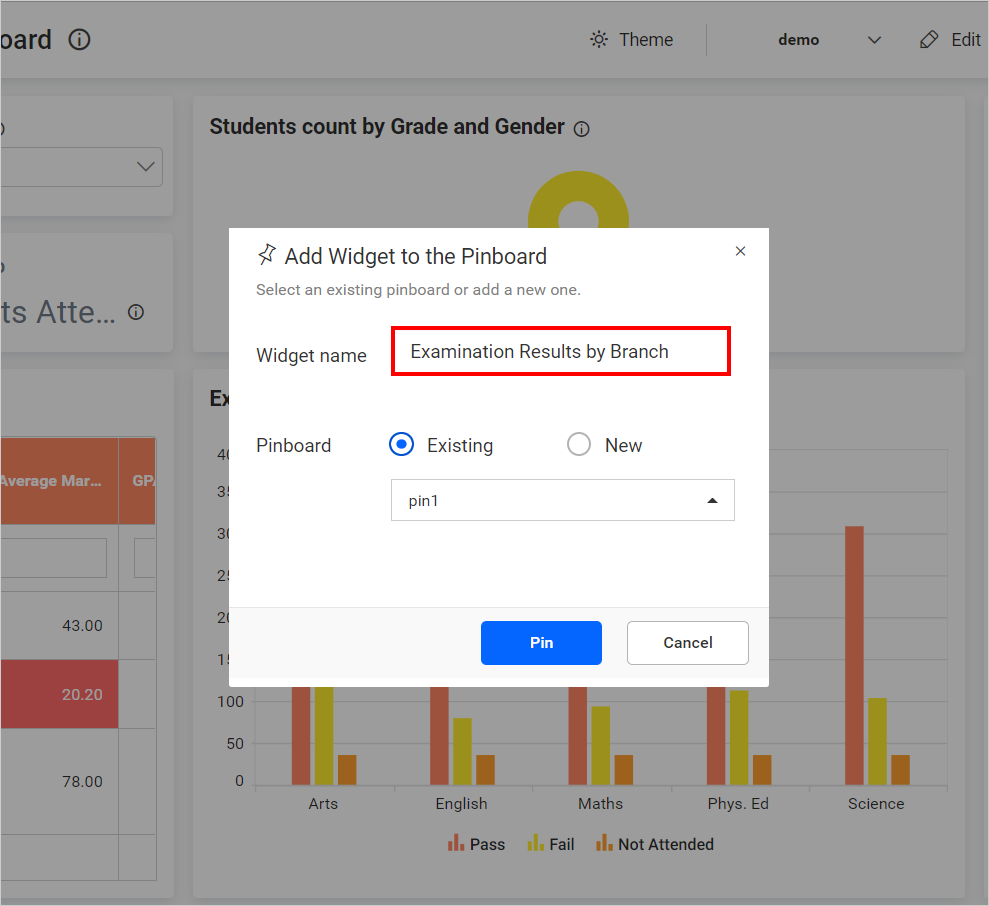 oard
Theme
demo
Edit
Students count by Grade and Gender
ts Atte...
Add Widget to the Pinboard
Select an existing pinboard or add a new one.
Widget name
Examination Results by Branch
Pinboard
Existing
New
pin1
Pin
Cancel
Average Mar...
GPA
43.00
20.20
78.00
Ex
40
35
30
25
20
15
100
50
0
Arts
English
Maths
Phys. Ed
Science
Pass
Fail
Not Attended